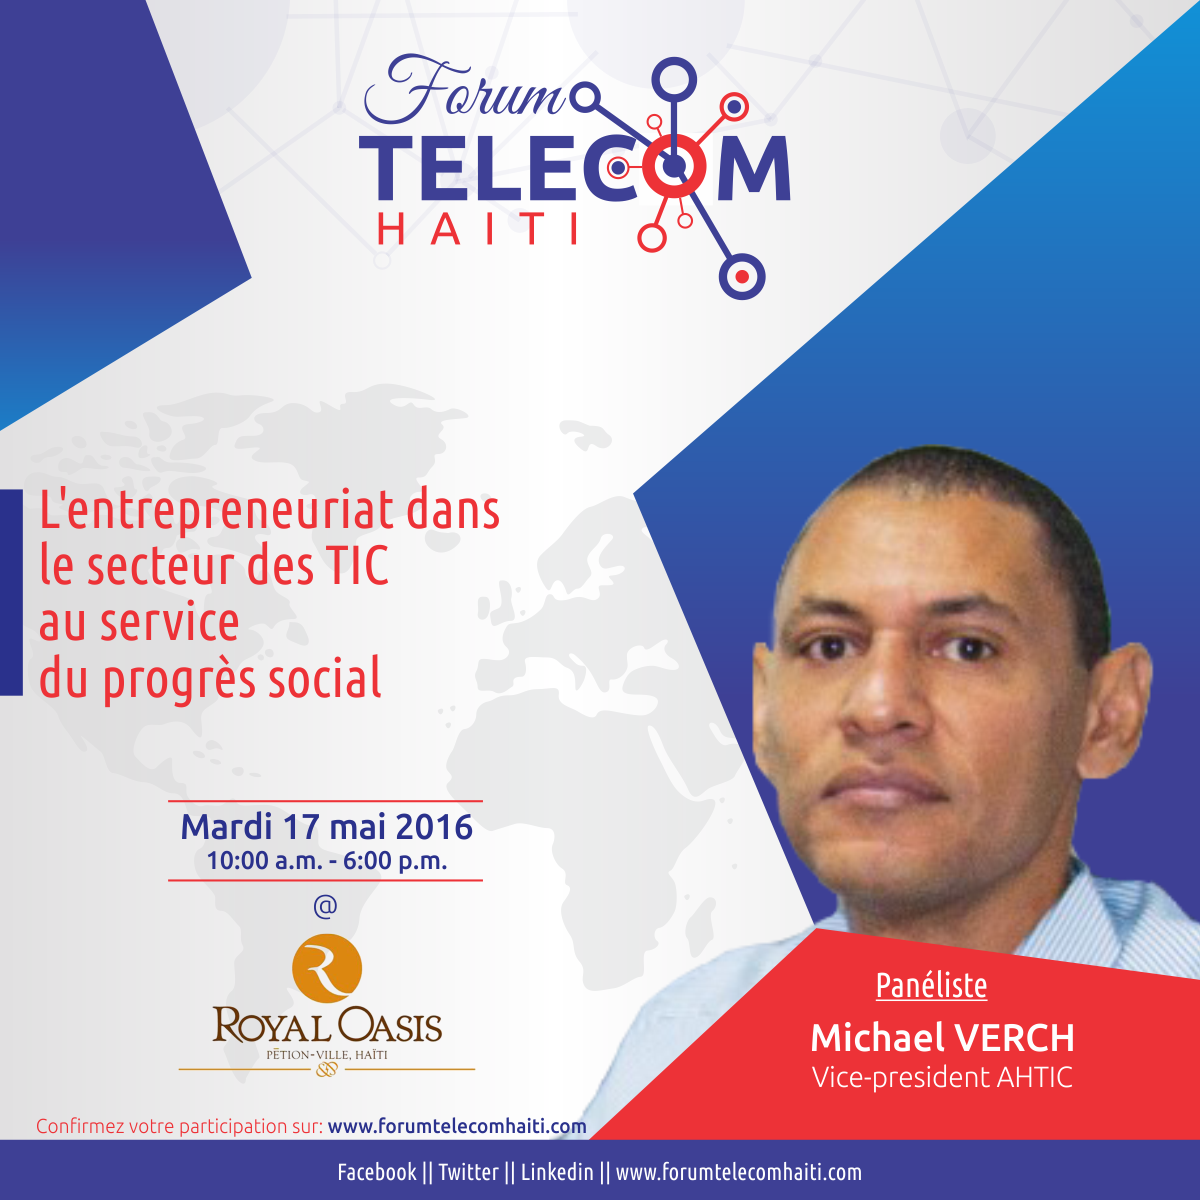 Forum
TELECOM
HAITI
L'entrepreneuriat dans
le secteur des TIC
au service
du progrès social
Mardi 17 mai 2016
10:00 a.m. - 6:00 p.m.
@
R
ROYAL OASIS
PÉTION-VILLE, HAÏTI
Panéliste
Michael VERCH
Vice-president AHTIC
Confirmez votre participation sur: www.forumtelecomhaiti.com
Facebook || Twitter || Linkedin || www.forumtelecomhaiti.com